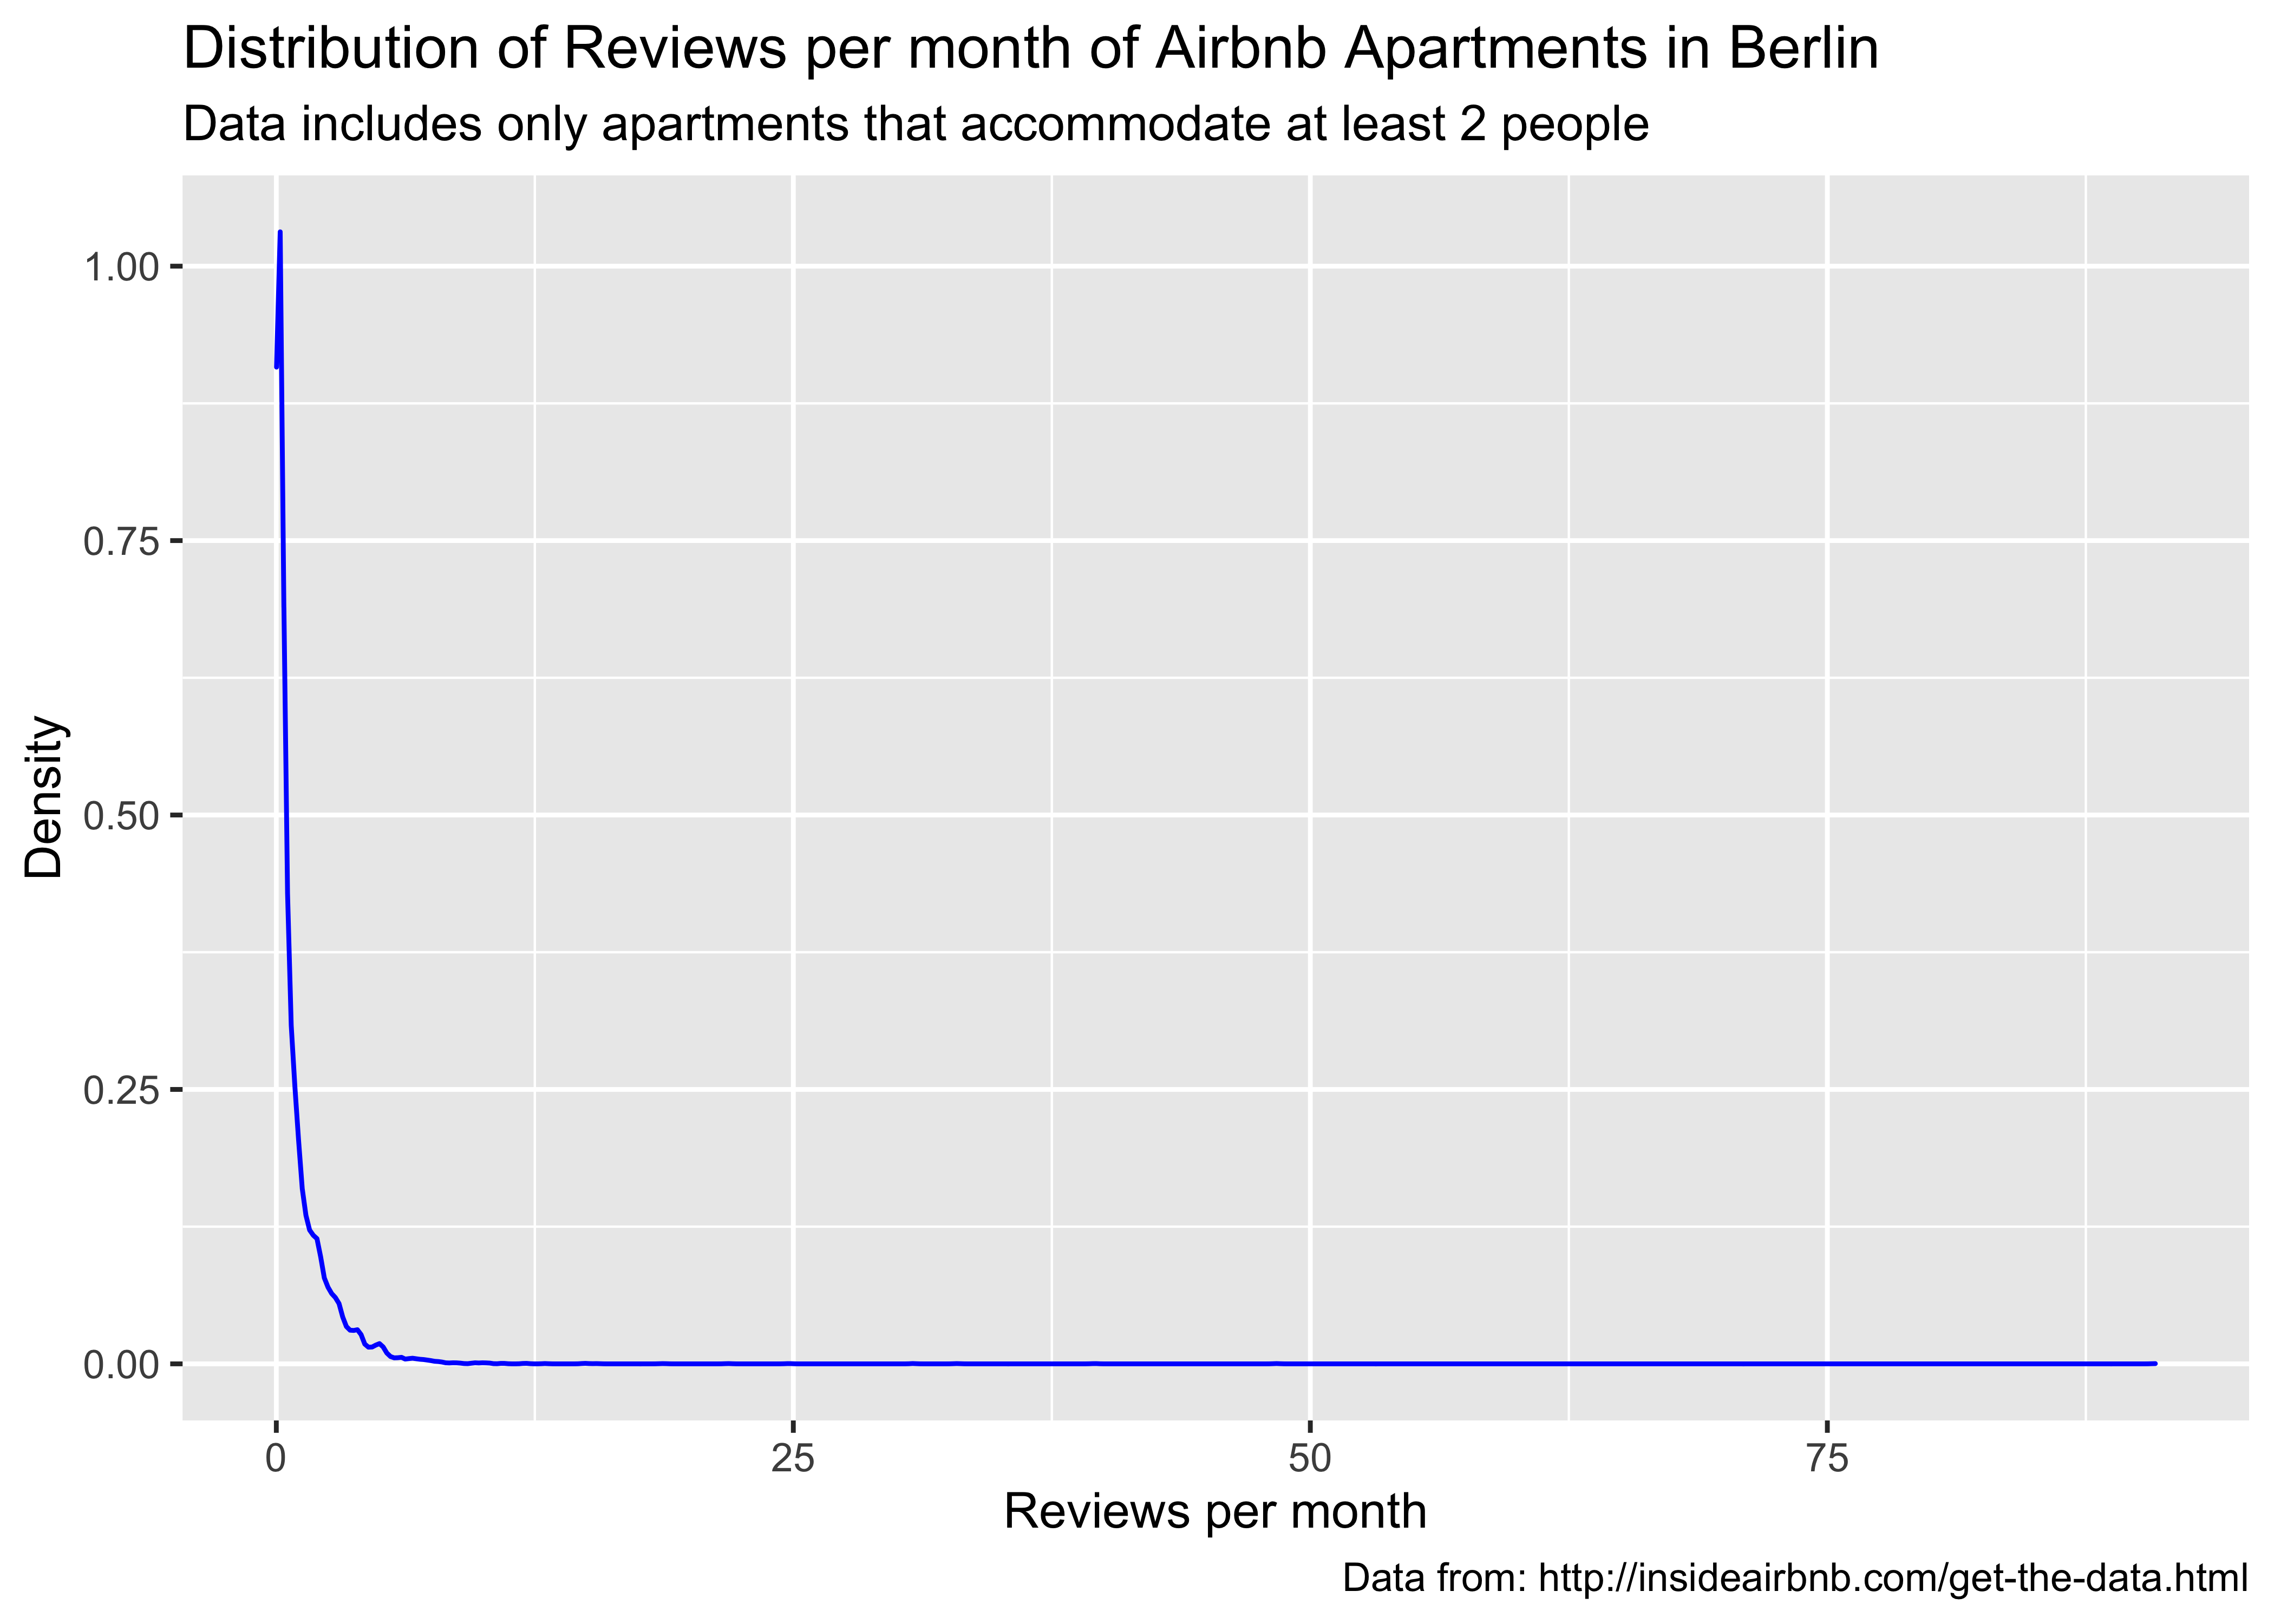 Distribution of Reviews per month of Airbnb Apartments in Berlin
Data includes only apartments that accommodate at least 2 people
1.00
0.75
0.50
0.25
0.00
Density
0 25 50 75
Reviews per month
Data from: http://insideairbnb.com/get-the-data.html